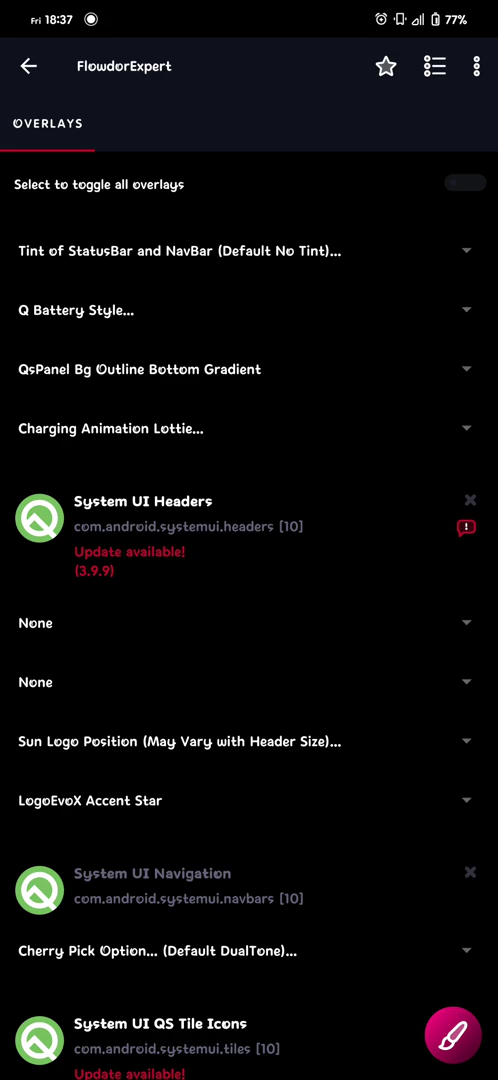 Fri 18:37
77%
FlowdorExpert
OVERLAYS
Select to toggle all overlays
Tint of StatusBar and NavBar (Default No Tint)...
Q Battery Style...
QsPanel Bg Outline Bottom Gradient
Charging Animation Lottie...
System UI Headers
com.android.systemui.headers [10]
Update available!
(3.9.9)
None
None
Sun Logo Position (May Vary with Header Size)...
LogoEvoX Accent Star
System UI Navigation
com.android.systemui.navbars [10]
Cherry Pick Option... (Default DualTone)...
System UI QS Tile Icons
com.android.systemui.tiles [10]
Update available!